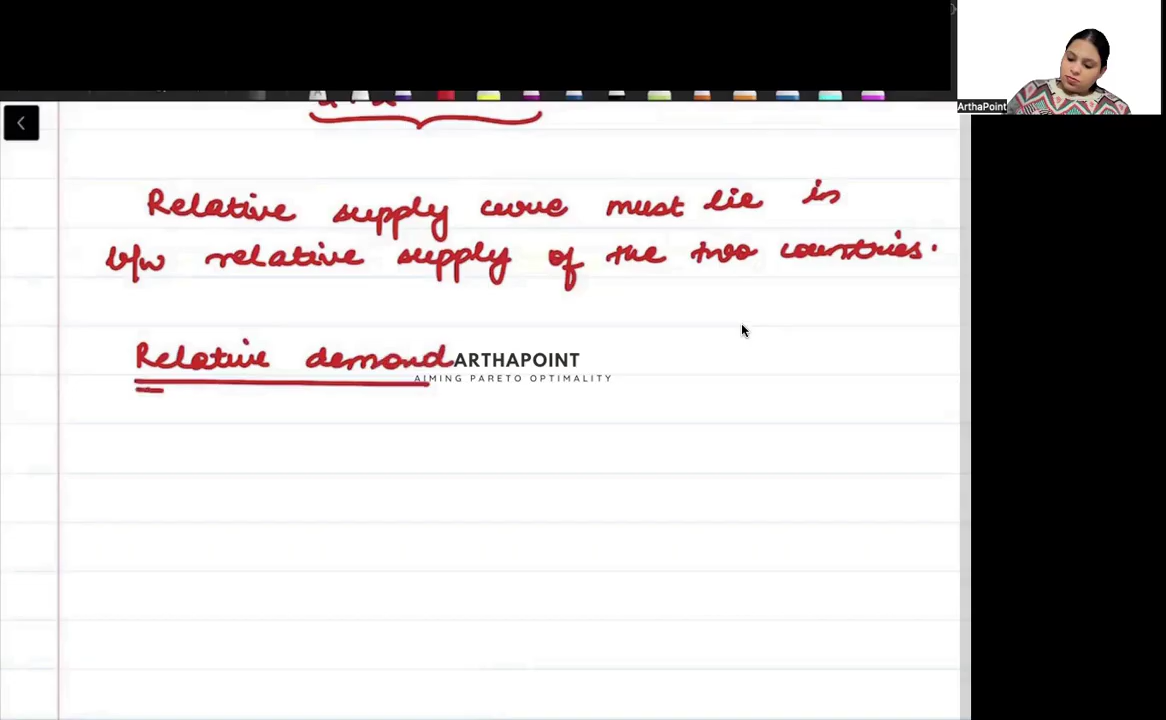 ArthaPoint
Relative supply curve must lie in
b/w relative supply of the two countries.
Relative demand
ARTHAPOINT
AIMING PARETO OPTIMALITY